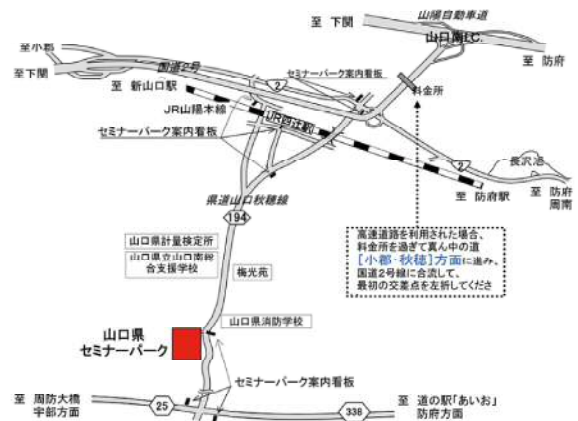 至 下関
山陽自動車道
山口南I.C.
至 防府
至小郡
至下関
国道2号
至 新山口駅
セミナーパーク案内看板
2
料金所
JR山陽本線
JR四辻駅
セミナーパーク案内看板
2
長沢池
至 防府駅
至 防府
周南
県道山口秋穂線
194
高速道路を利用された場合、
料金所を過ぎて真ん中の道
[小郡・秋穂]方面に進み、
国道2号線に合流して、
最初の交差点を左折してくださ
山口県計量検定所
山口県立山口南総
合支援学校
梅光苑
山口県消防学校
山口県
セミナーパーク
セミナーパーク案内看板
至 周防大橋
宇部方面
25
338
至 道の駅「あいお」
防府方面